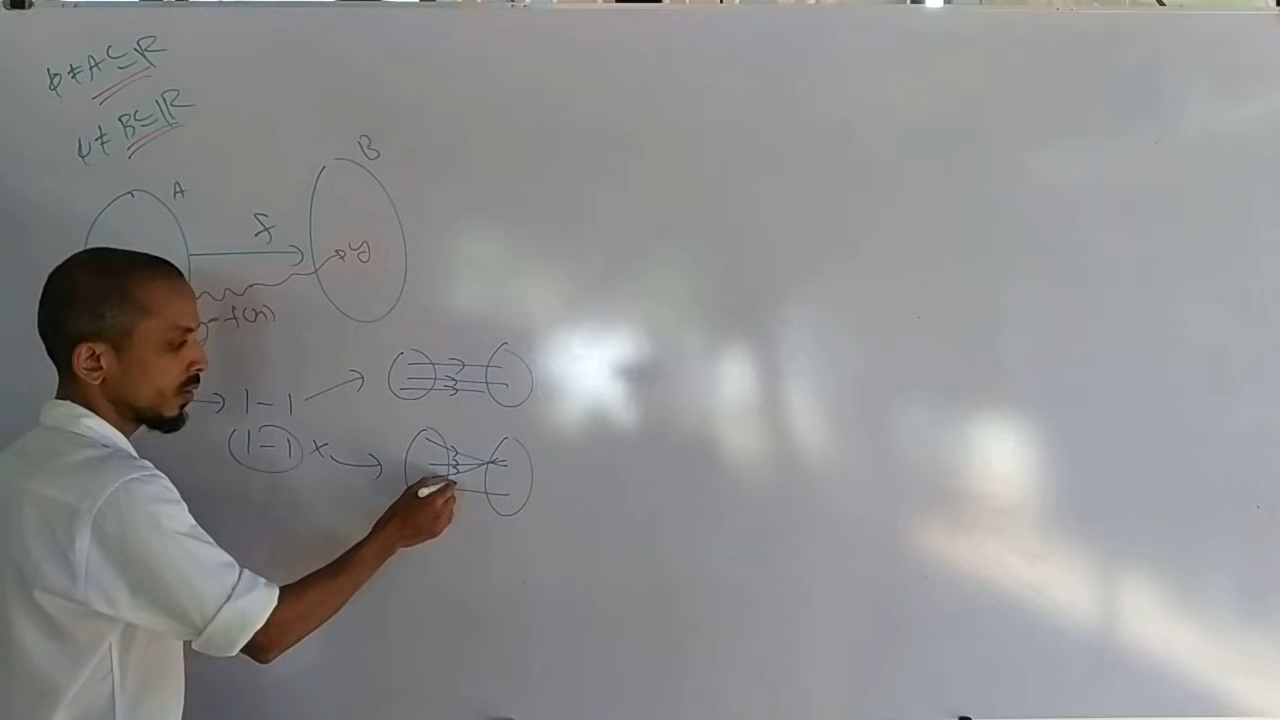 ϕ ≠ A ⊆ ℝ
ϕ ≠ B ⊆ ℝ
B
A
f
y
= f(x)
→ 1-1 →
(1-1) x →